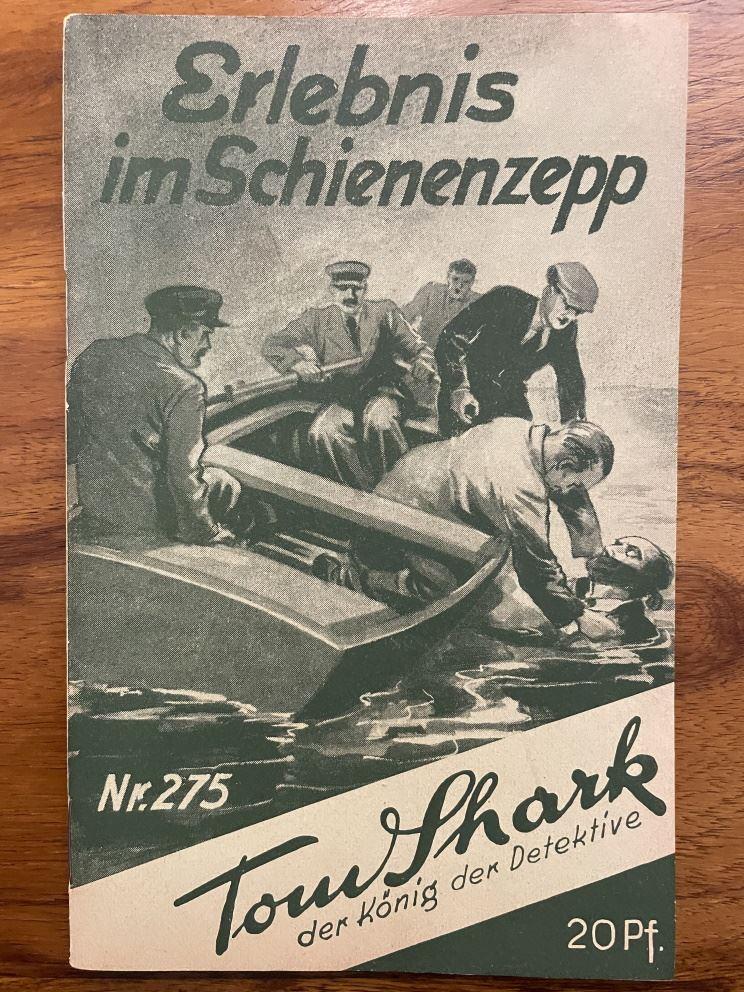 Erlebnis
im Schienenzepp
Nr. 275
Tom Shark
der König der Detektive
20 Pf.